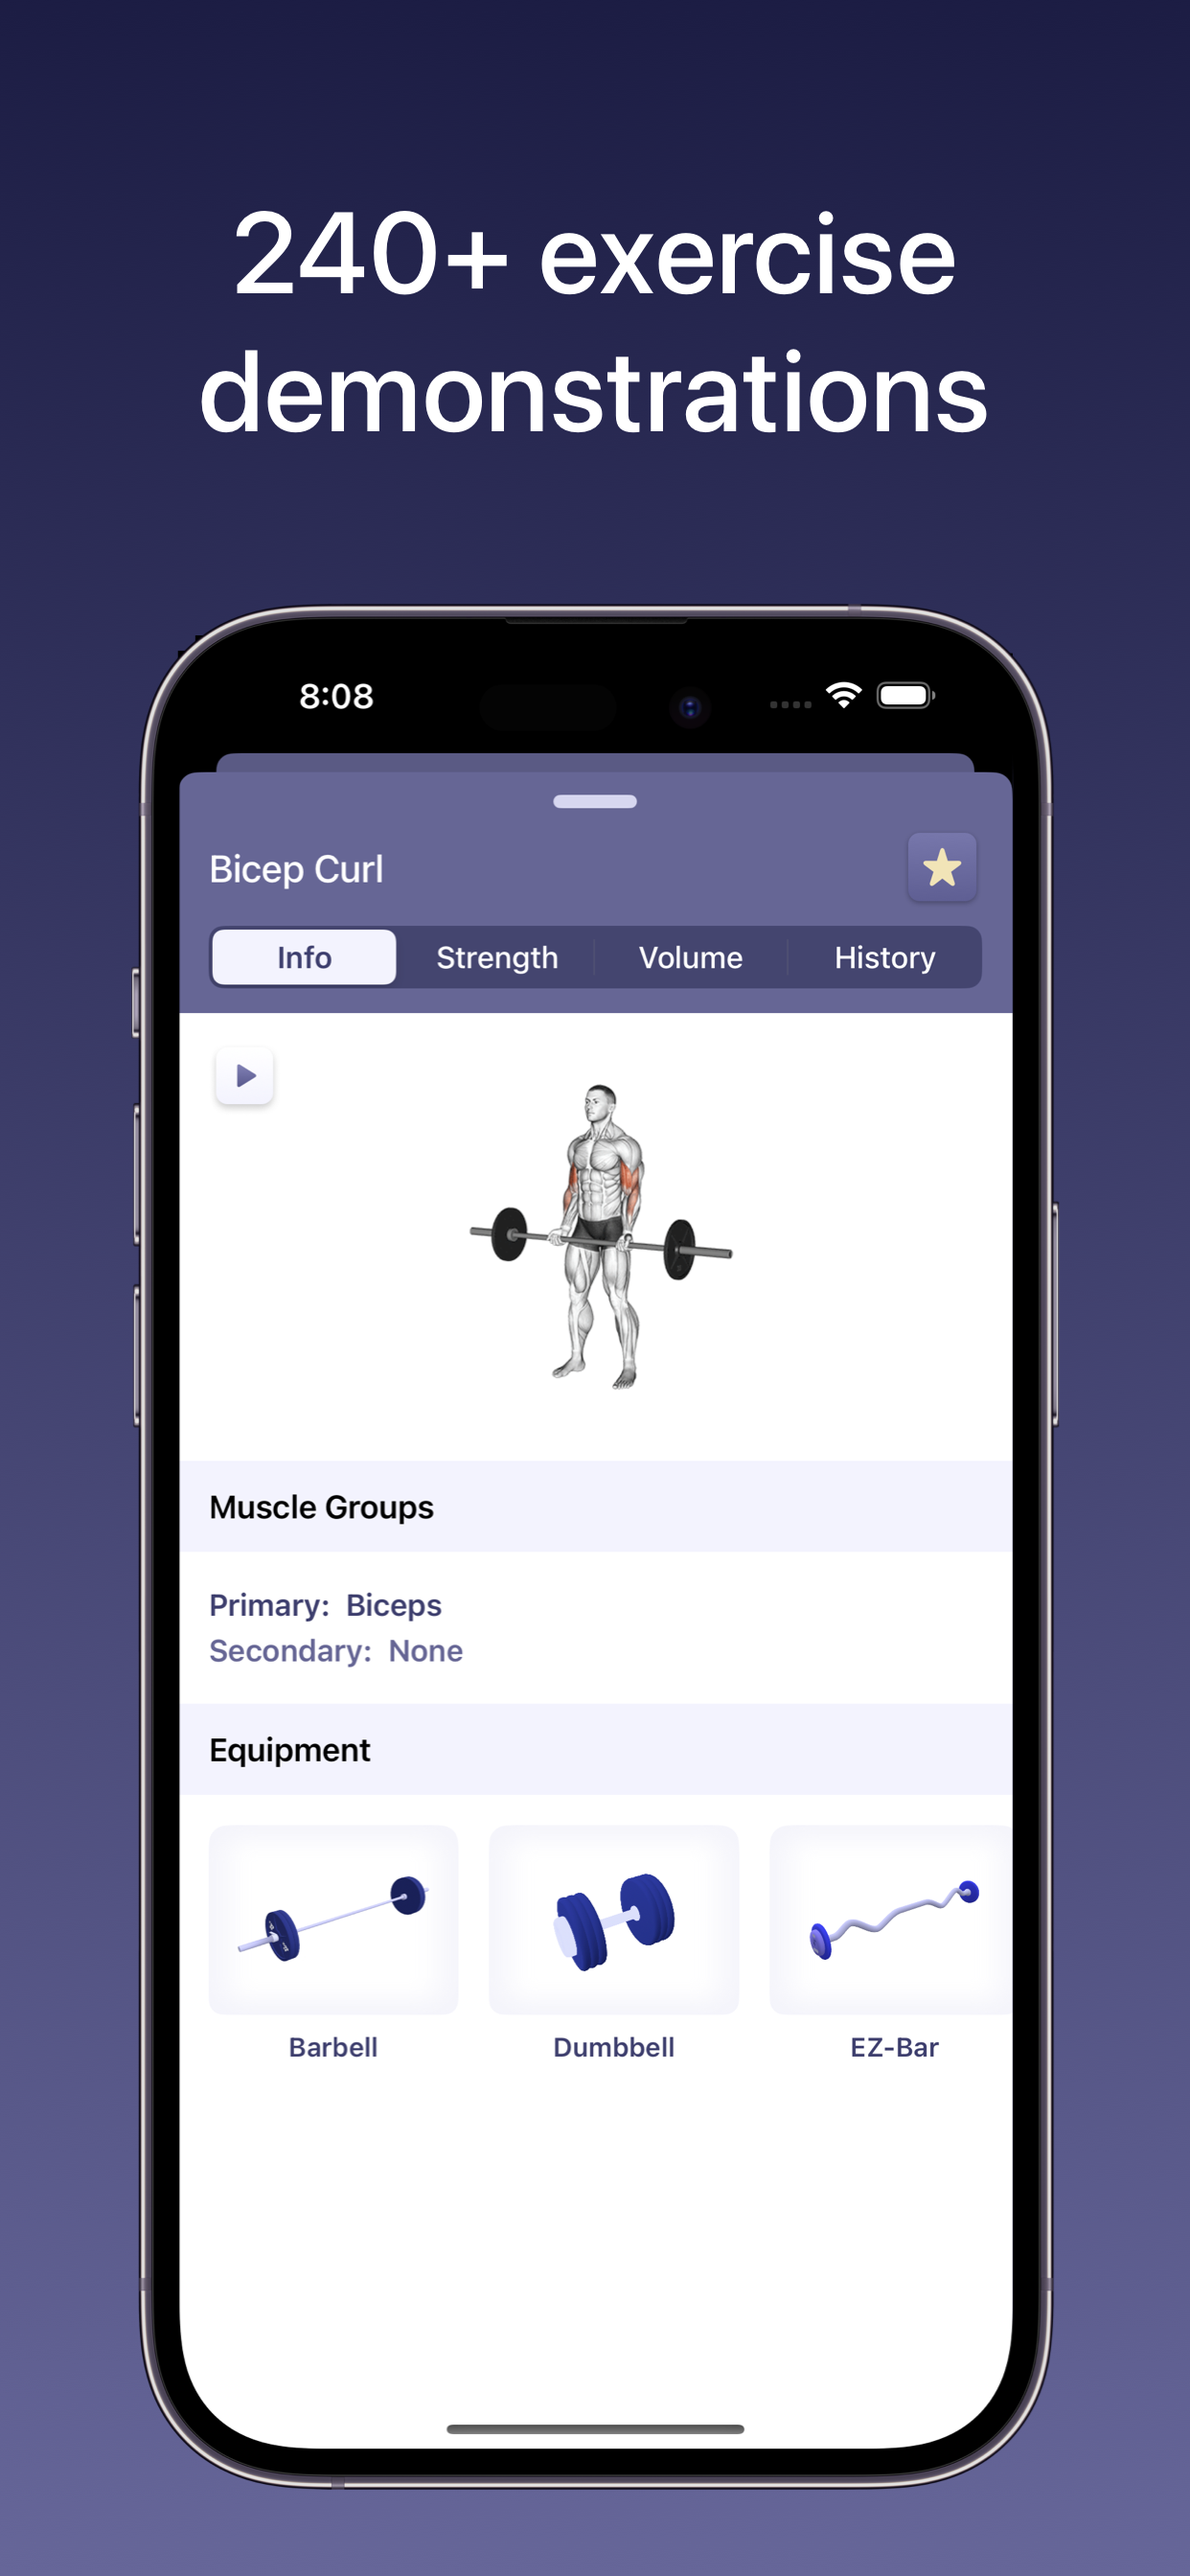 240+ exercise
demonstrations
8:08
Bicep Curl
Info Strength Volume History
Muscle Groups
Primary: Biceps
Secondary: None
Equipment
Barbell Dumbbell EZ-Bar